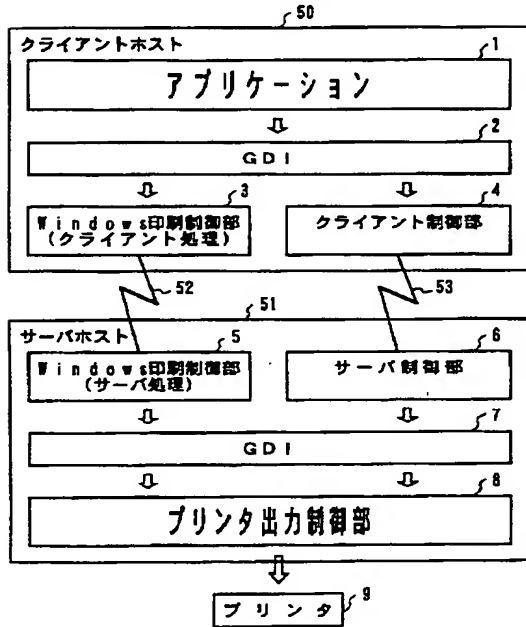 50
クライアントホスト
1
アプリケーション
2
GDI
3
4
Windows印刷制御部
(クライアント処理)
クライアント制御部
52
53
51
サーバホスト
5
6
Windows印刷制御部
(サーバ処理)
サーバ制御部
7
GDI
8
プリンタ出力制御部
9
プリンタ